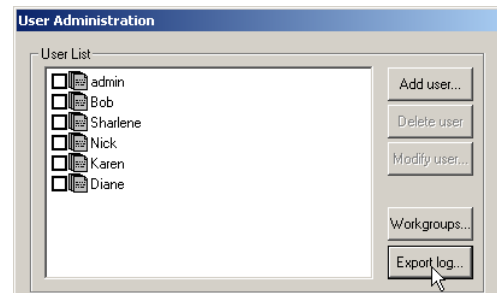 User Administration
User List
admin
Bob
Sharlene
Nick
Karen
Diane
Add user...
Delete user
Modify user...
Workgroups...
Export log...